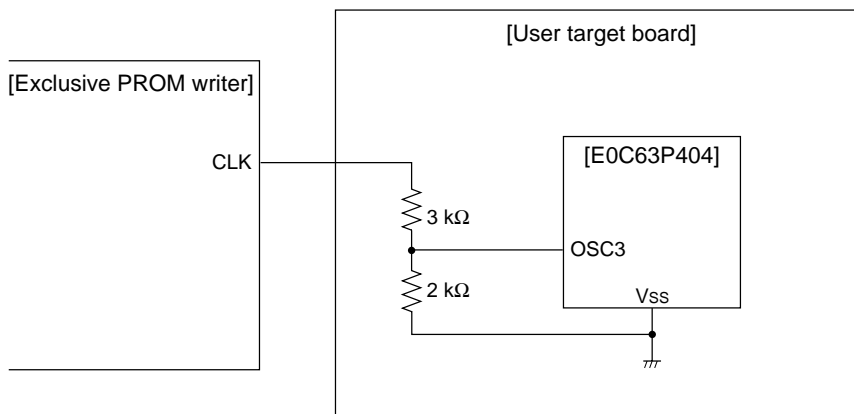 [User target board]
[Exclusive PROM writer]
CLK
[E0C63P404]
3 kΩ
OSC3
2 kΩ
VSS